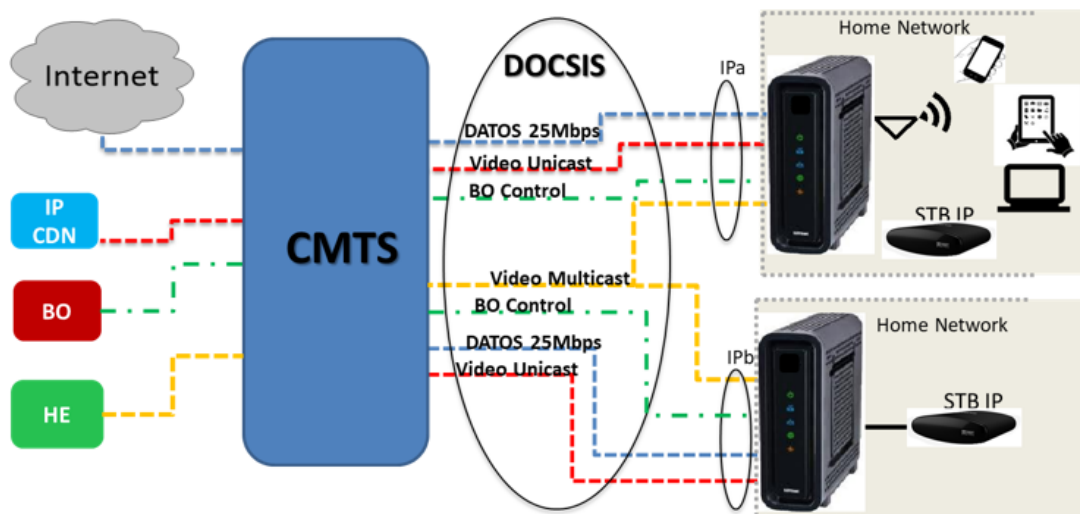 Internet
IP
CDN
BO
HE
CMTS
DOCSIS
DATOS 25Mbps
Video Unicast
BO Control
Video Multicast
BO Control
DATOS 25Mbps
Video Unicast
IPa
Home Network
STB IP
IPb
Home Network
STB IP